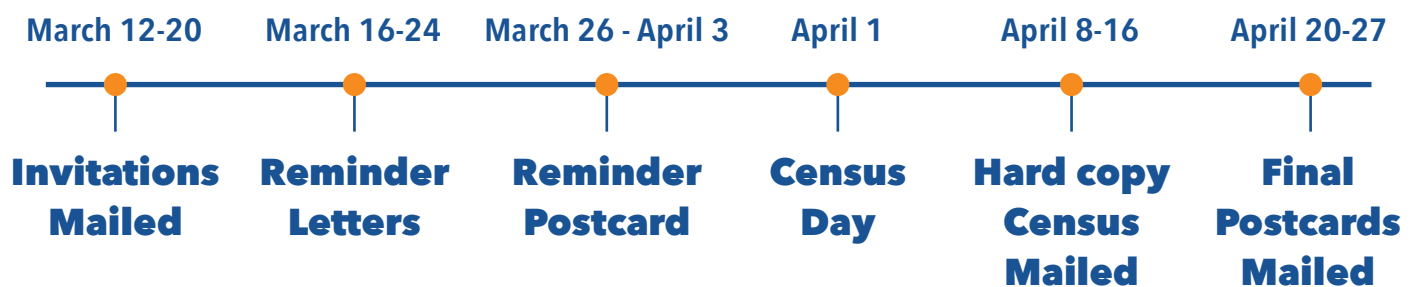 March 12-20
March 16-24
March 26 - April 3
April 1
April 8-16
April 20-27
Invitations
Mailed
Reminder
Letters
Reminder
Postcard
Census
Day
Hard copy
Census
Mailed
Final
Postcards
Mailed